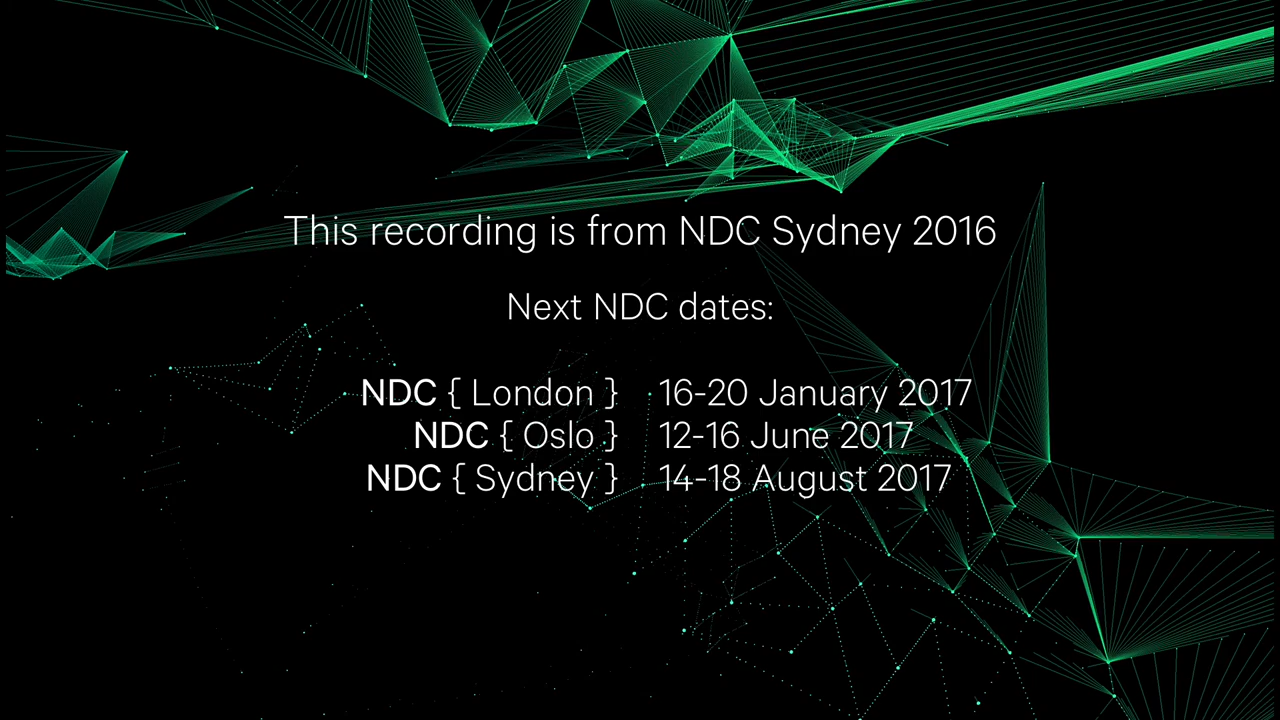 This recording is from NDC Sydney 2016
Next NDC dates:
NDC { London } 16-20 January 2017
NDC { Oslo } 12-16 June 2017
NDC { Sydney } 14-18 August 2017